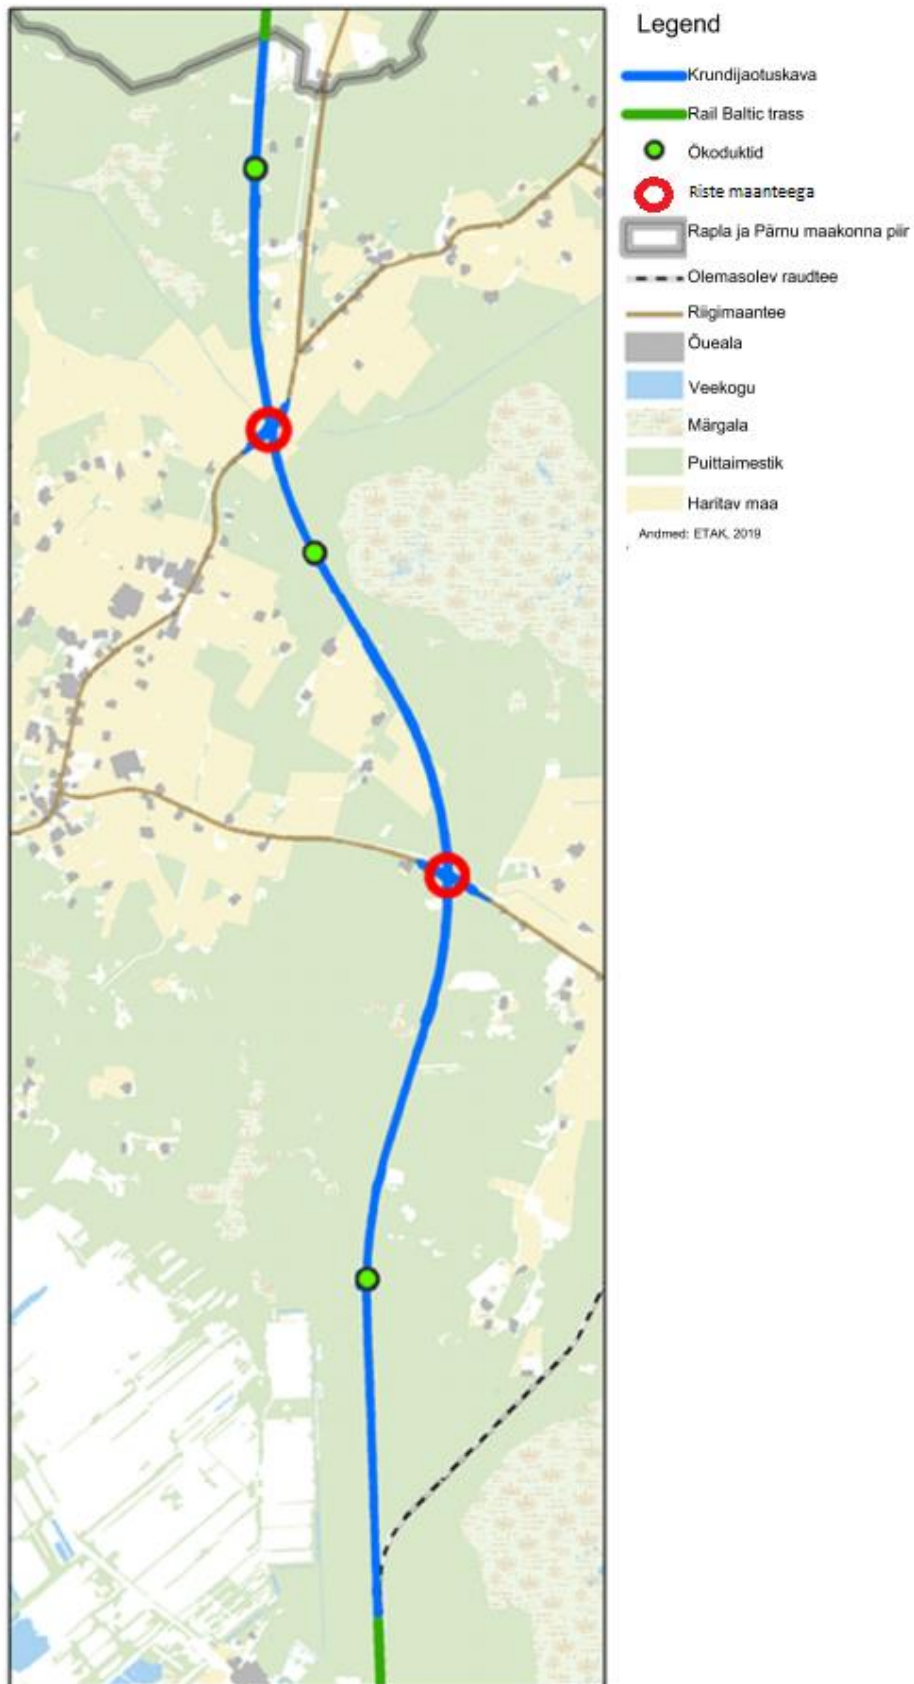 Legend
Krundijaotuskava
Rail Baltic trass
Ökoduktid
Riste maanteega
Rapla ja Pärnu maakonna piir
Olemasolev raudtee
Riigimaantee
Õueala
Veekogu
Märgala
Puittaimestik
Haritav maa
Andmed: ETAK, 2019